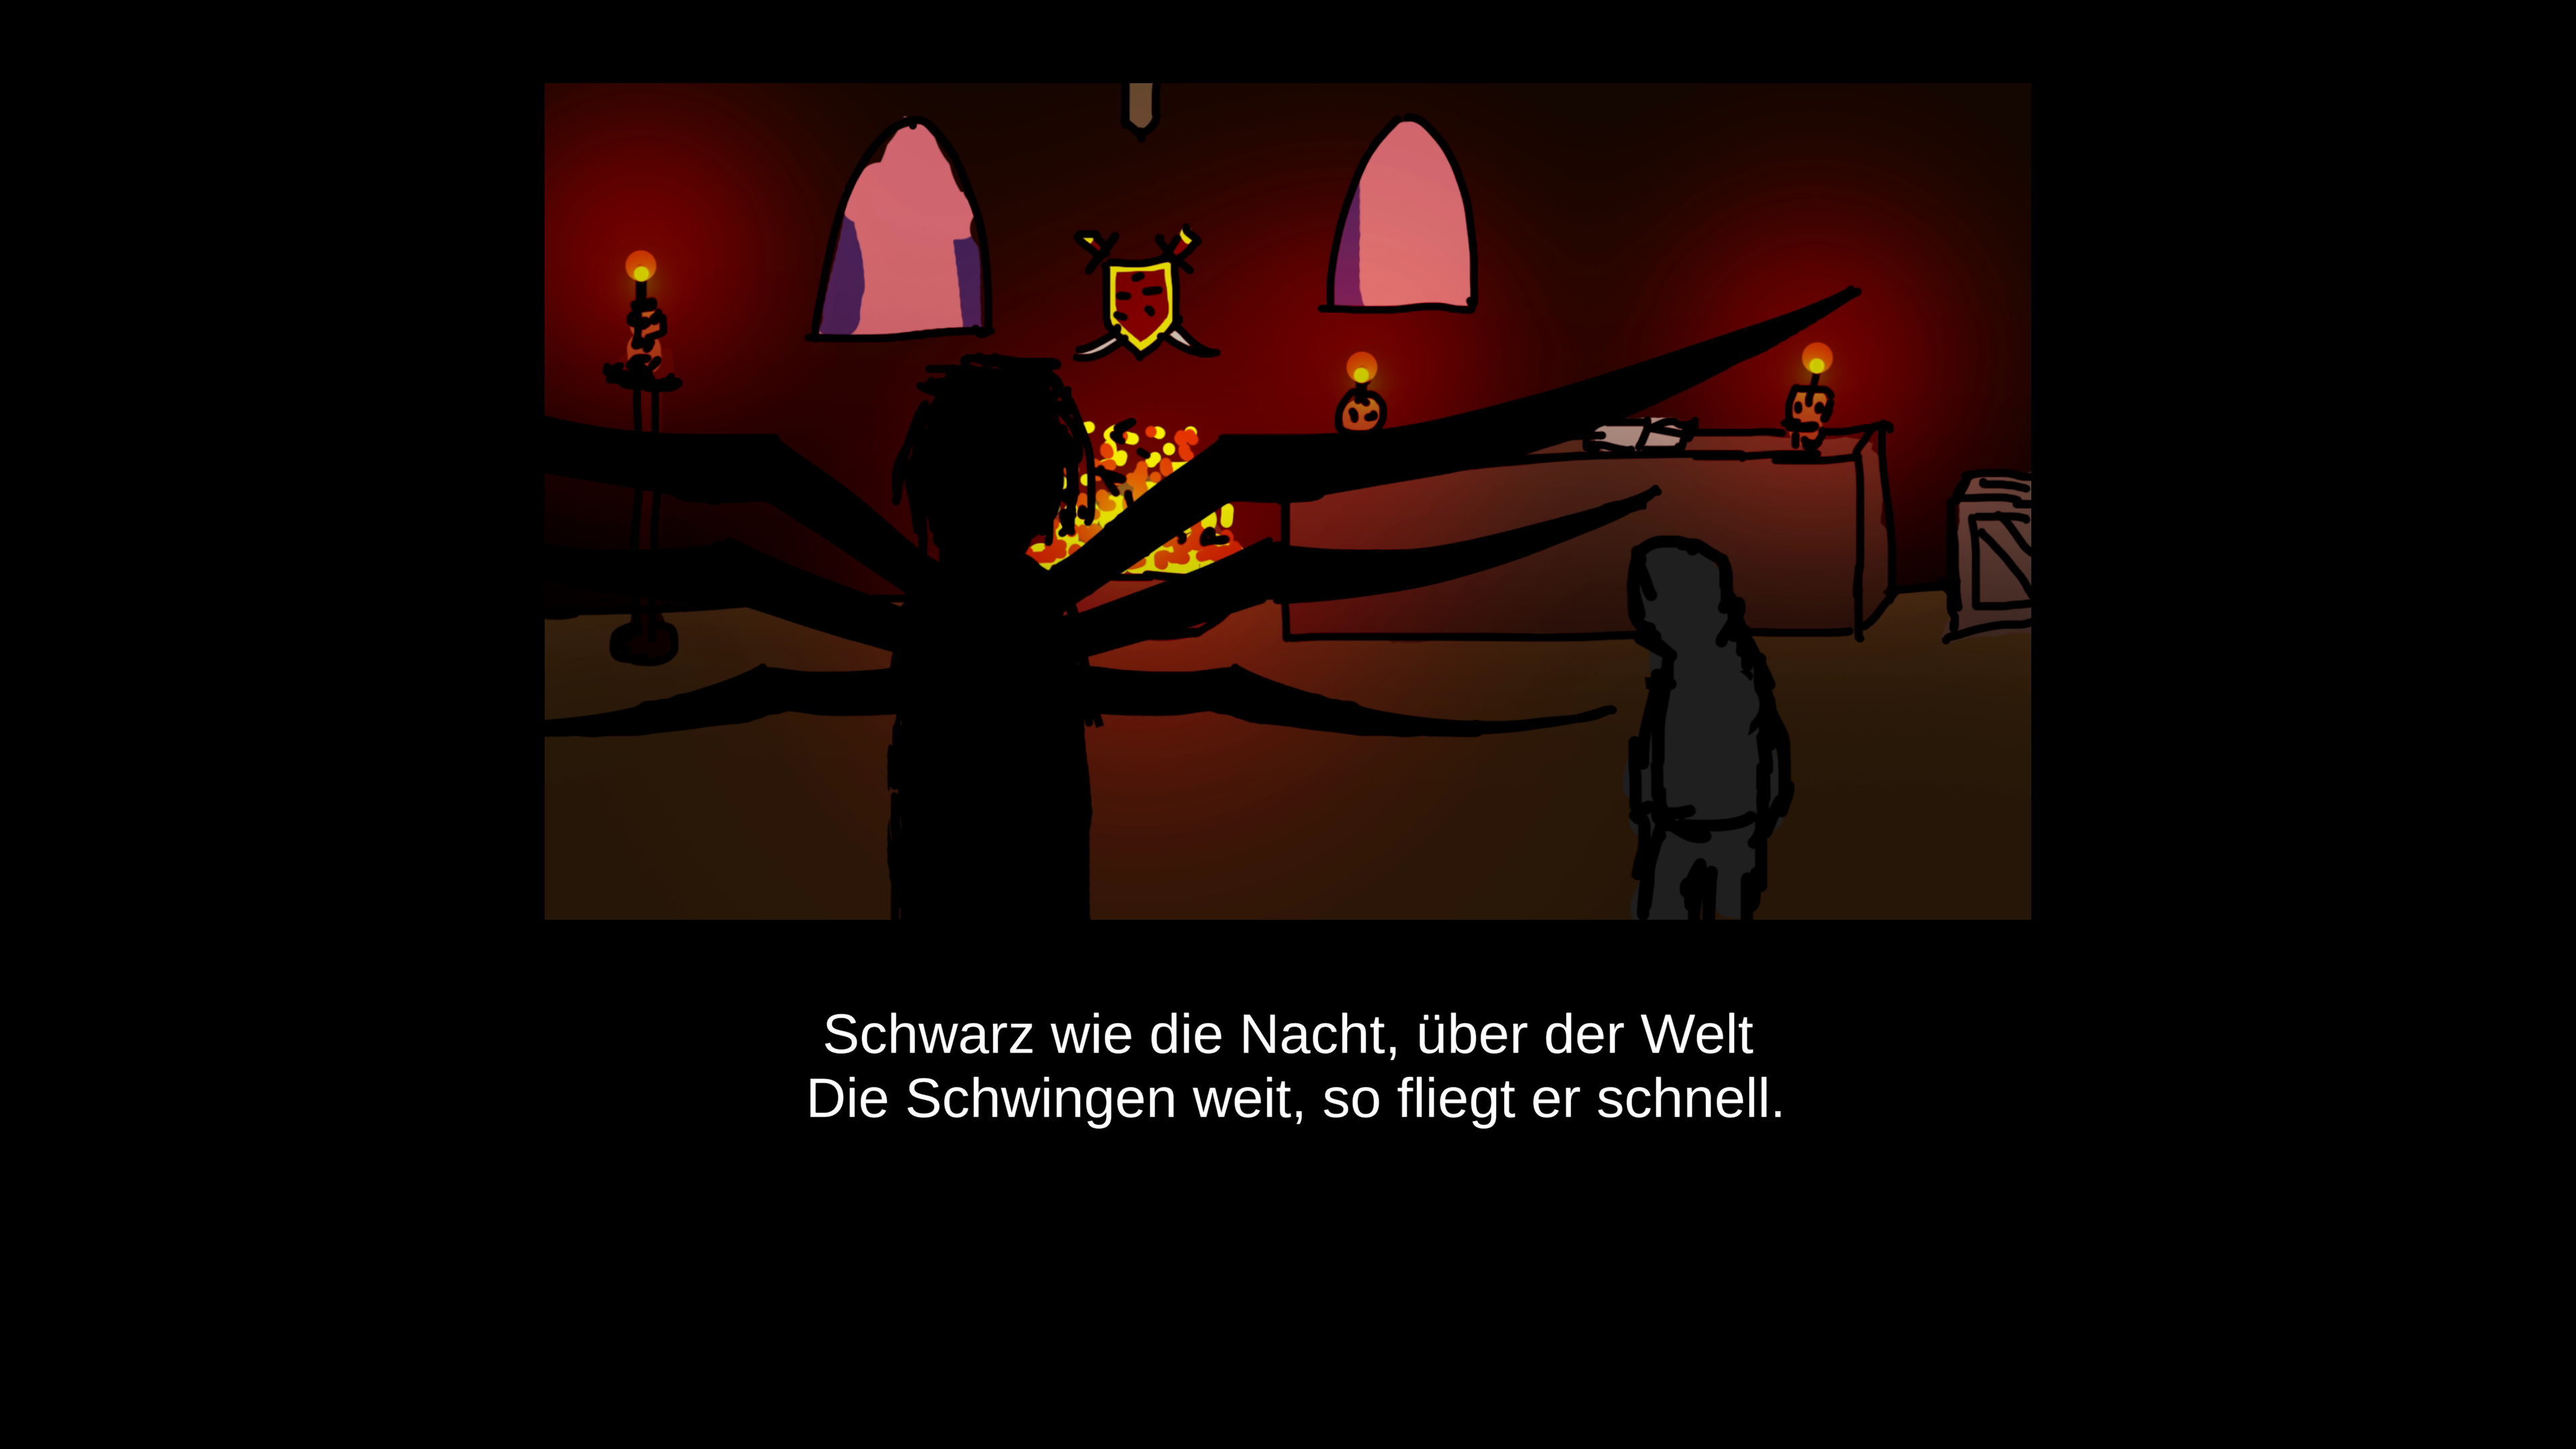 Schwarz wie die Nacht, über der Welt
Die Schwingen weit, so fliegt er schnell.